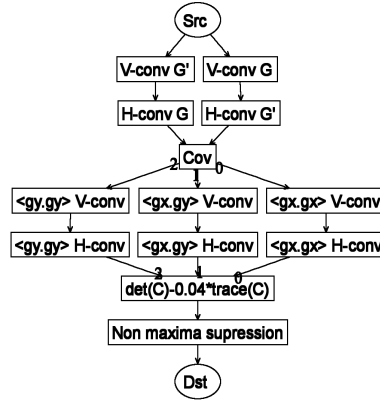 Src
V-conv G' V-conv G
H-conv G H-conv G'
Cov
2 1 0
<gy.gy> V-conv <gx.gy> V-conv <gx.gx> V-conv
<gy.gy> H-conv <gx.gy> H-conv <gx.gx> H-conv
2 1 0
det(C)-0.04*trace(C)
Non maxima supression
Dst